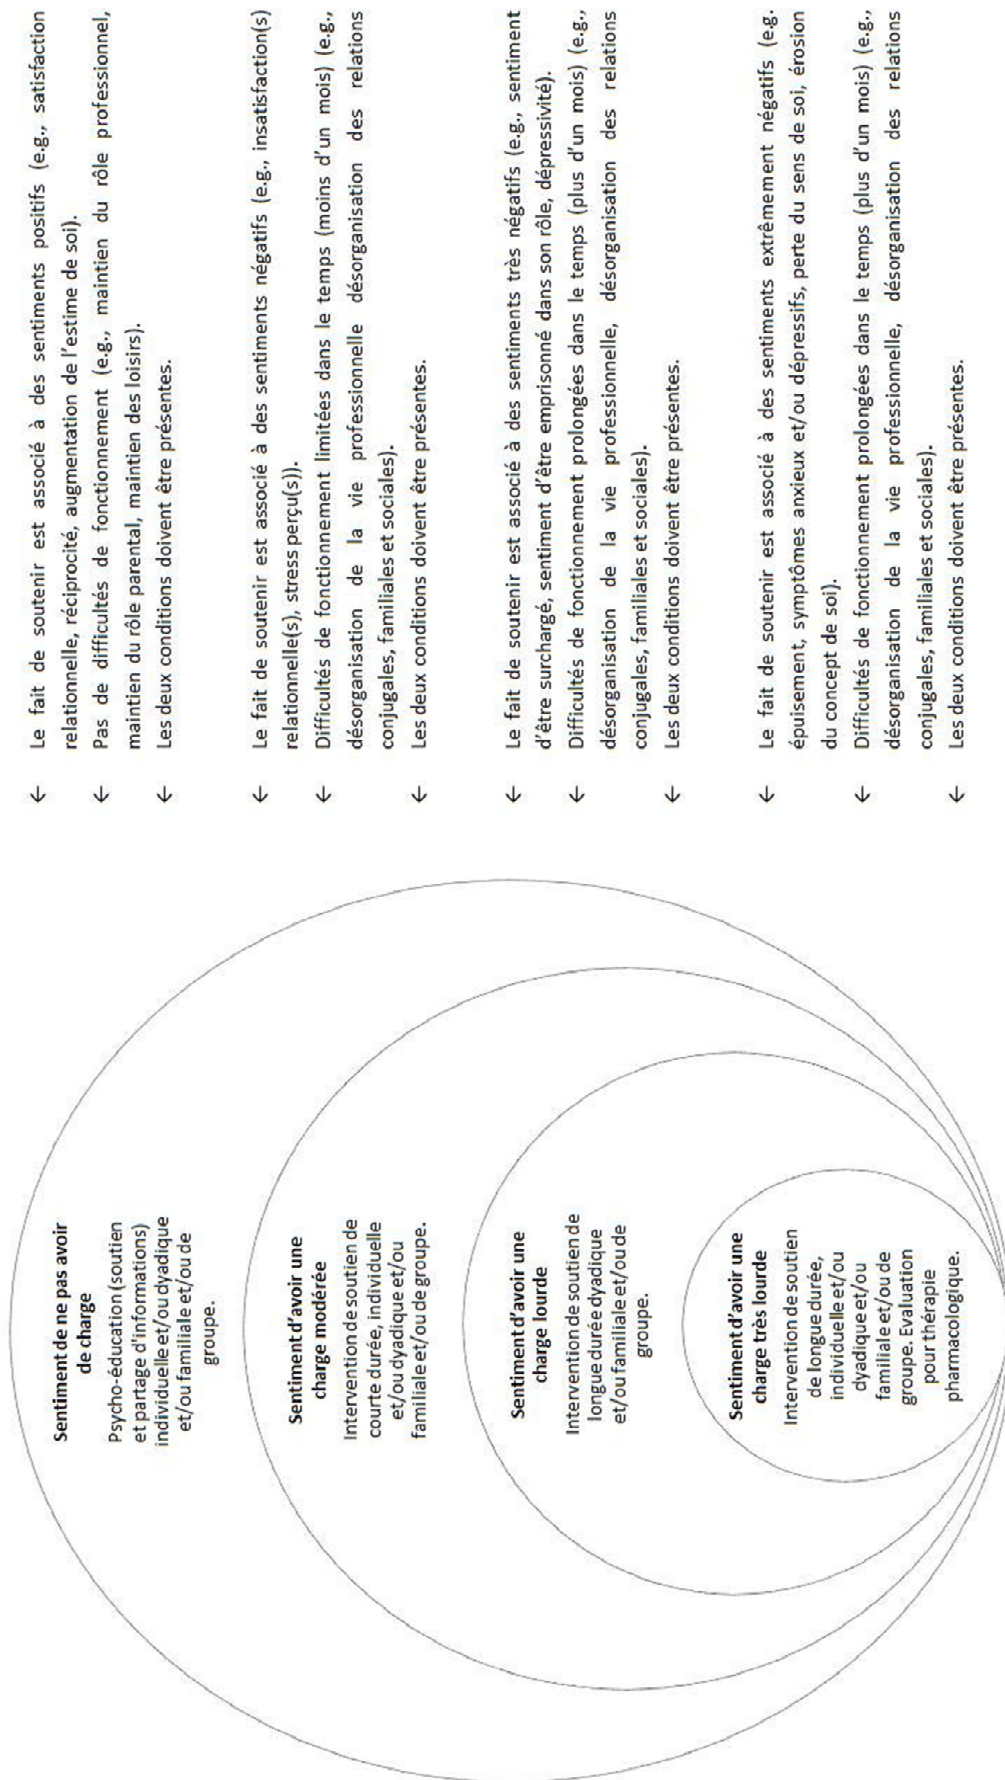 Sentiment de ne pas avoir
de charge
Psycho-éducation (soutien
et partage d'informations)
individuelle et/ou dyadique
et/ou familiale et/ou de
groupe.
Sentiment d'avoir une
charge modérée
Intervention de soutien de
courte durée, individuelle
et/ou dyadique et/ou
familiale et/ou de groupe.
Sentiment d'avoir une
charge lourde
Intervention de soutien de
longue durée dyadique
et/ou familiale et/ou de
groupe.
Sentiment d'avoir une
charge très lourde
Intervention de soutien
de longue durée,
individuelle et/ou
dyadique et/ou
familiale et/ou de
groupe. Evaluation
pour thérapie
pharmacologique.
← Le fait de soutenir est associé à des sentiments positifs (e.g., satisfaction
relationnelle, réciprocité, augmentation de l'estime de soi).
← Pas de difficultés de fonctionnement (e.g., maintien du rôle professionnel,
maintien du rôle parental, maintien des loisirs).
← Les deux conditions doivent être présentes.
← Le fait de soutenir est associé à des sentiments négatifs (e.g., insatisfaction(s)
relationnelle(s), stress perçu(s)).
← Difficultés de fonctionnement limitées dans le temps (moins d'un mois) (e.g.,
désorganisation de la vie professionnelle désorganisation des relations
conjugales, familiales et sociales).
← Les deux conditions doivent être présentes.
← Le fait de soutenir est associé à des sentiments très négatifs (e.g., sentiment
d'être surchargé, sentiment d'être emprisonné dans son rôle, dépressivité).
← Difficultés de fonctionnement prolongées dans le temps (plus d'un mois) (e.g.,
désorganisation de la vie professionnelle, désorganisation des relations
conjugales, familiales et sociales).
← Les deux conditions doivent être présentes.
← Le fait de soutenir est associé à des sentiments extrêmement négatifs (e.g.
épuisement, symptômes anxieux et/ou dépressifs, perte du sens de soi, érosion
du concept de soi).
← Difficultés de fonctionnement prolongées dans le temps (plus d'un mois) (e.g.,
désorganisation de la vie professionnelle, désorganisation des relations
conjugales, familiales et sociales).
← Les deux conditions doivent être présentes.